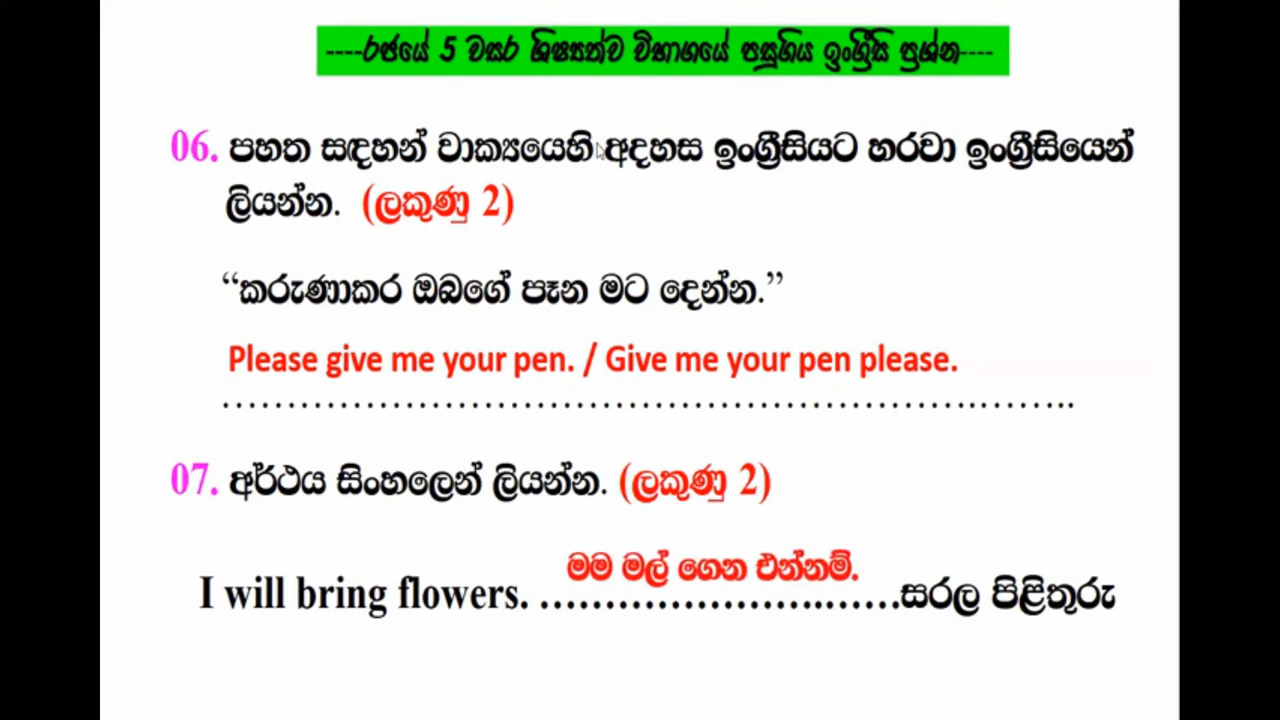 ----රජයේ 5 වසර ශිෂ්‍යත්ව විභාගයේ පසුගිය ඉංග්‍රීසි ප්‍රශ්න----
06. පහත සඳහන් වාක්‍යයෙහි අදහස ඉංග්‍රීසියට හරවා ඉංග්‍රීසියෙන්
ලියන්න. (ලකුණු 2)
“කරුණාකර ඔබගේ පෑන මට දෙන්න.”
Please give me your pen. / Give me your pen please.
……………………………………………………….……..
07. අර්ථය සිංහලෙන් ලියන්න. (ලකුණු 2)
මම මල් ගෙන එන්නම්.
I will bring flowers. ………………….……සරල පිළිතුරු